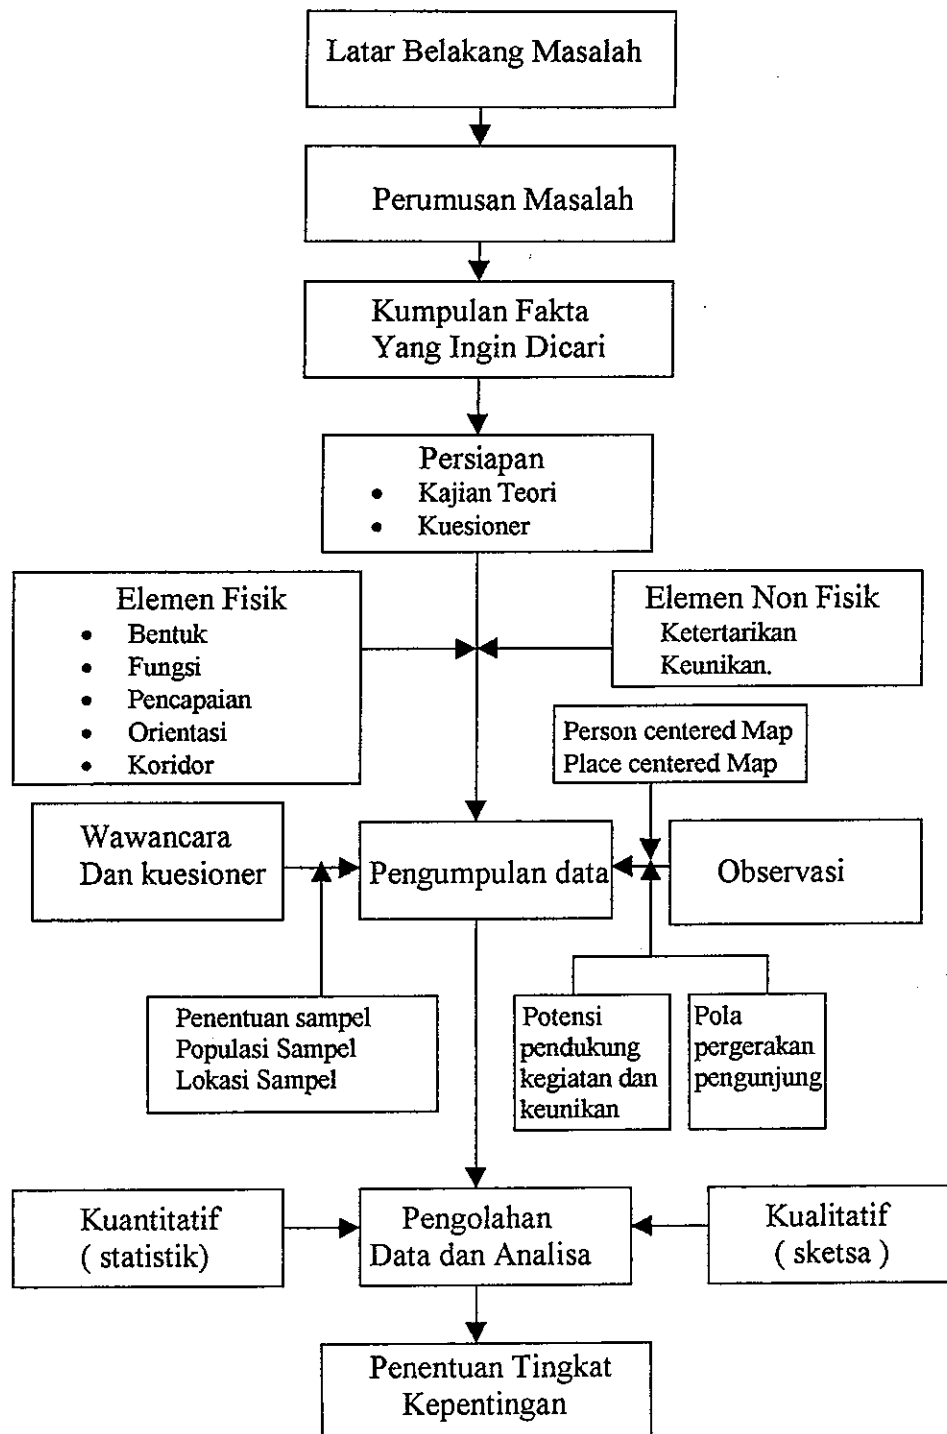 Latar Belakang Masalah
Perumusan Masalah
Kumpulan Fakta
Yang Ingin Dicari
Persiapan
• Kajian Teori
• Kuesioner
Elemen Fisik
• Bentuk
• Fungsi
• Pencapaian
• Orientasi
• Koridor
Elemen Non Fisik
Ketertarikan
Keunikan.
Person centered Map
Place centered Map
Wawancara
Dan kuesioner
Pengumpulan data
Observasi
Penentuan sampel
Populasi Sampel
Lokasi Sampel
Potensi
pendukung
kegiatan dan
keunikan
Pola
pergerakan
pengunjung
Kuantitatif
( statistik)
Pengolahan
Data dan Analisa
Kualitatif
( sketsa )
Penentuan Tingkat
Kepentingan